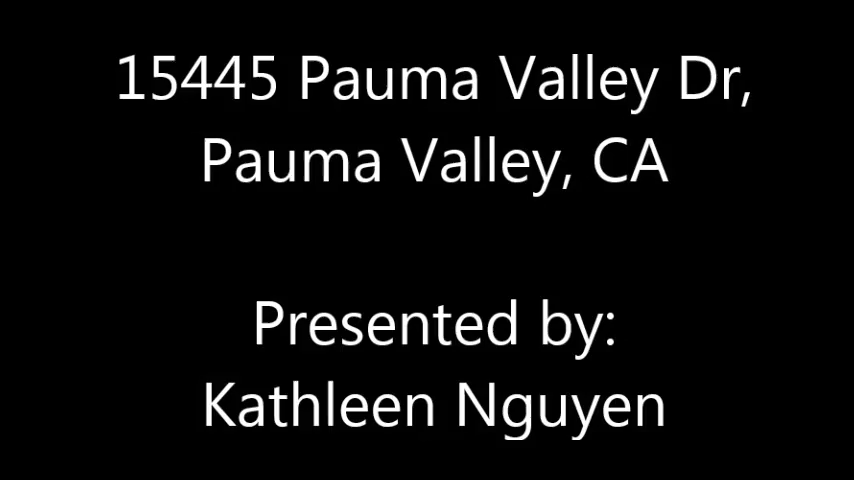 15445 Pauma Valley Dr,
Pauma Valley, CA
Presented by:
Kathleen Nguyen